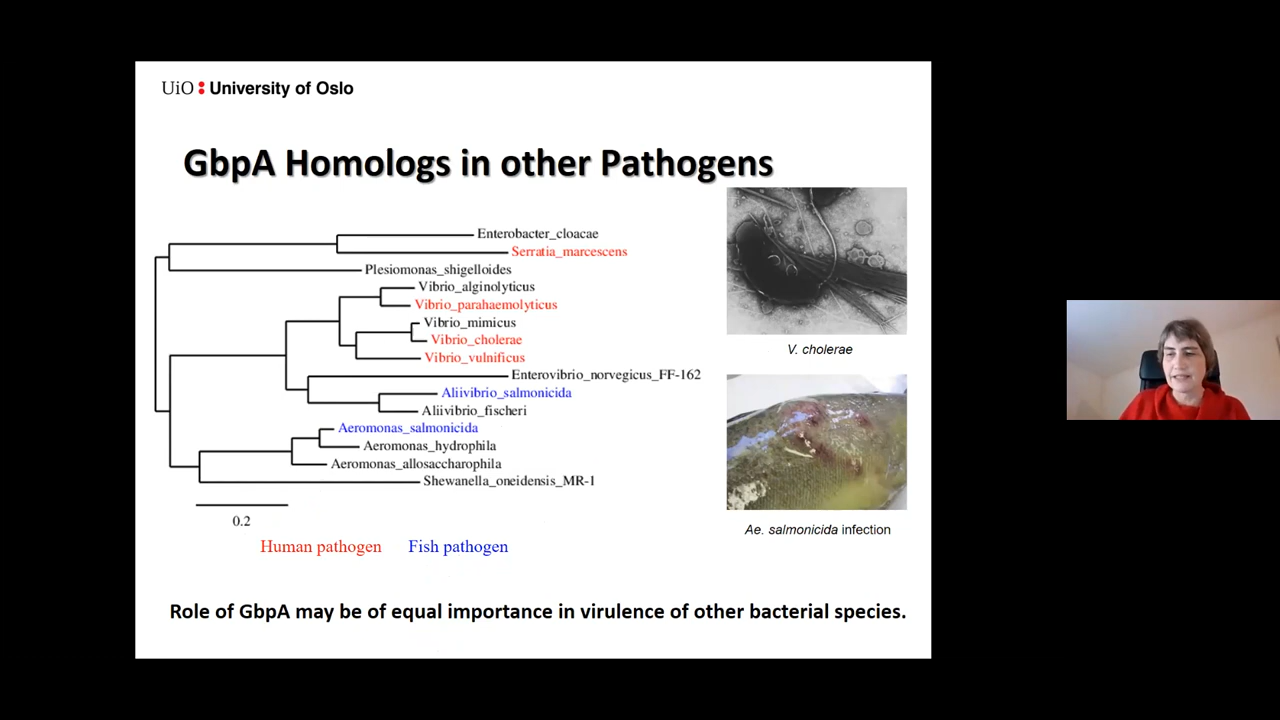 UiO : University of Oslo
GbpA Homologs in other Pathogens
Enterobacter_cloacae
Serratia_marcescens
Plesiomonas_shigelloides
Vibrio_alginolyticus
Vibrio_parahaemolyticus
Vibrio_mimicus
Vibrio_cholerae
Vibrio_vulnificus
Enterovibrio_norvegicus_FF-162
Aliivibrio_salmonicida
Aliivibrio_fischeri
Aeromonas_salmonicida
Aeromonas_hydrophila
Aeromonas_allosaccharophila
Shewanella_oneidensis_MR-1
0.2
Human pathogen Fish pathogen
V. cholerae
Ae. salmonicida infection
Role of GbpA may be of equal importance in virulence of other bacterial species.